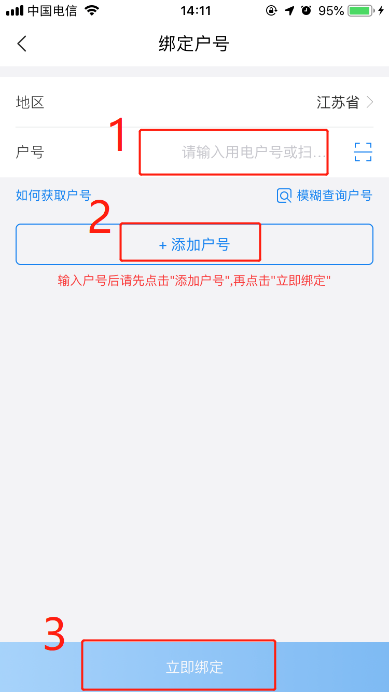 中国电信 14:11 95%
绑定户号
地区 江苏省
1
户号 请输入用电户号或扫...
如何获取户号 模糊查询户号
2
+ 添加户号
输入户号后请先点击"添加户号",再点击"立即绑定"
3
立即绑定